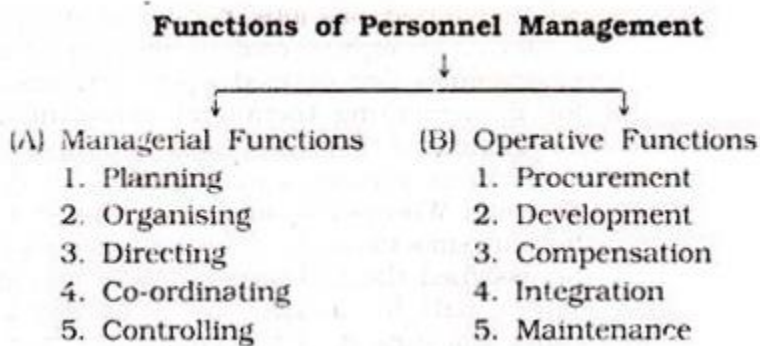 Functions of Personnel Management
(A) Managerial Functions (B) Operative Functions
1. Planning 1. Procurement
2. Organising 2. Development
3. Directing 3. Compensation
4. Co-ordinating 4. Integration
5. Controlling 5. Maintenance